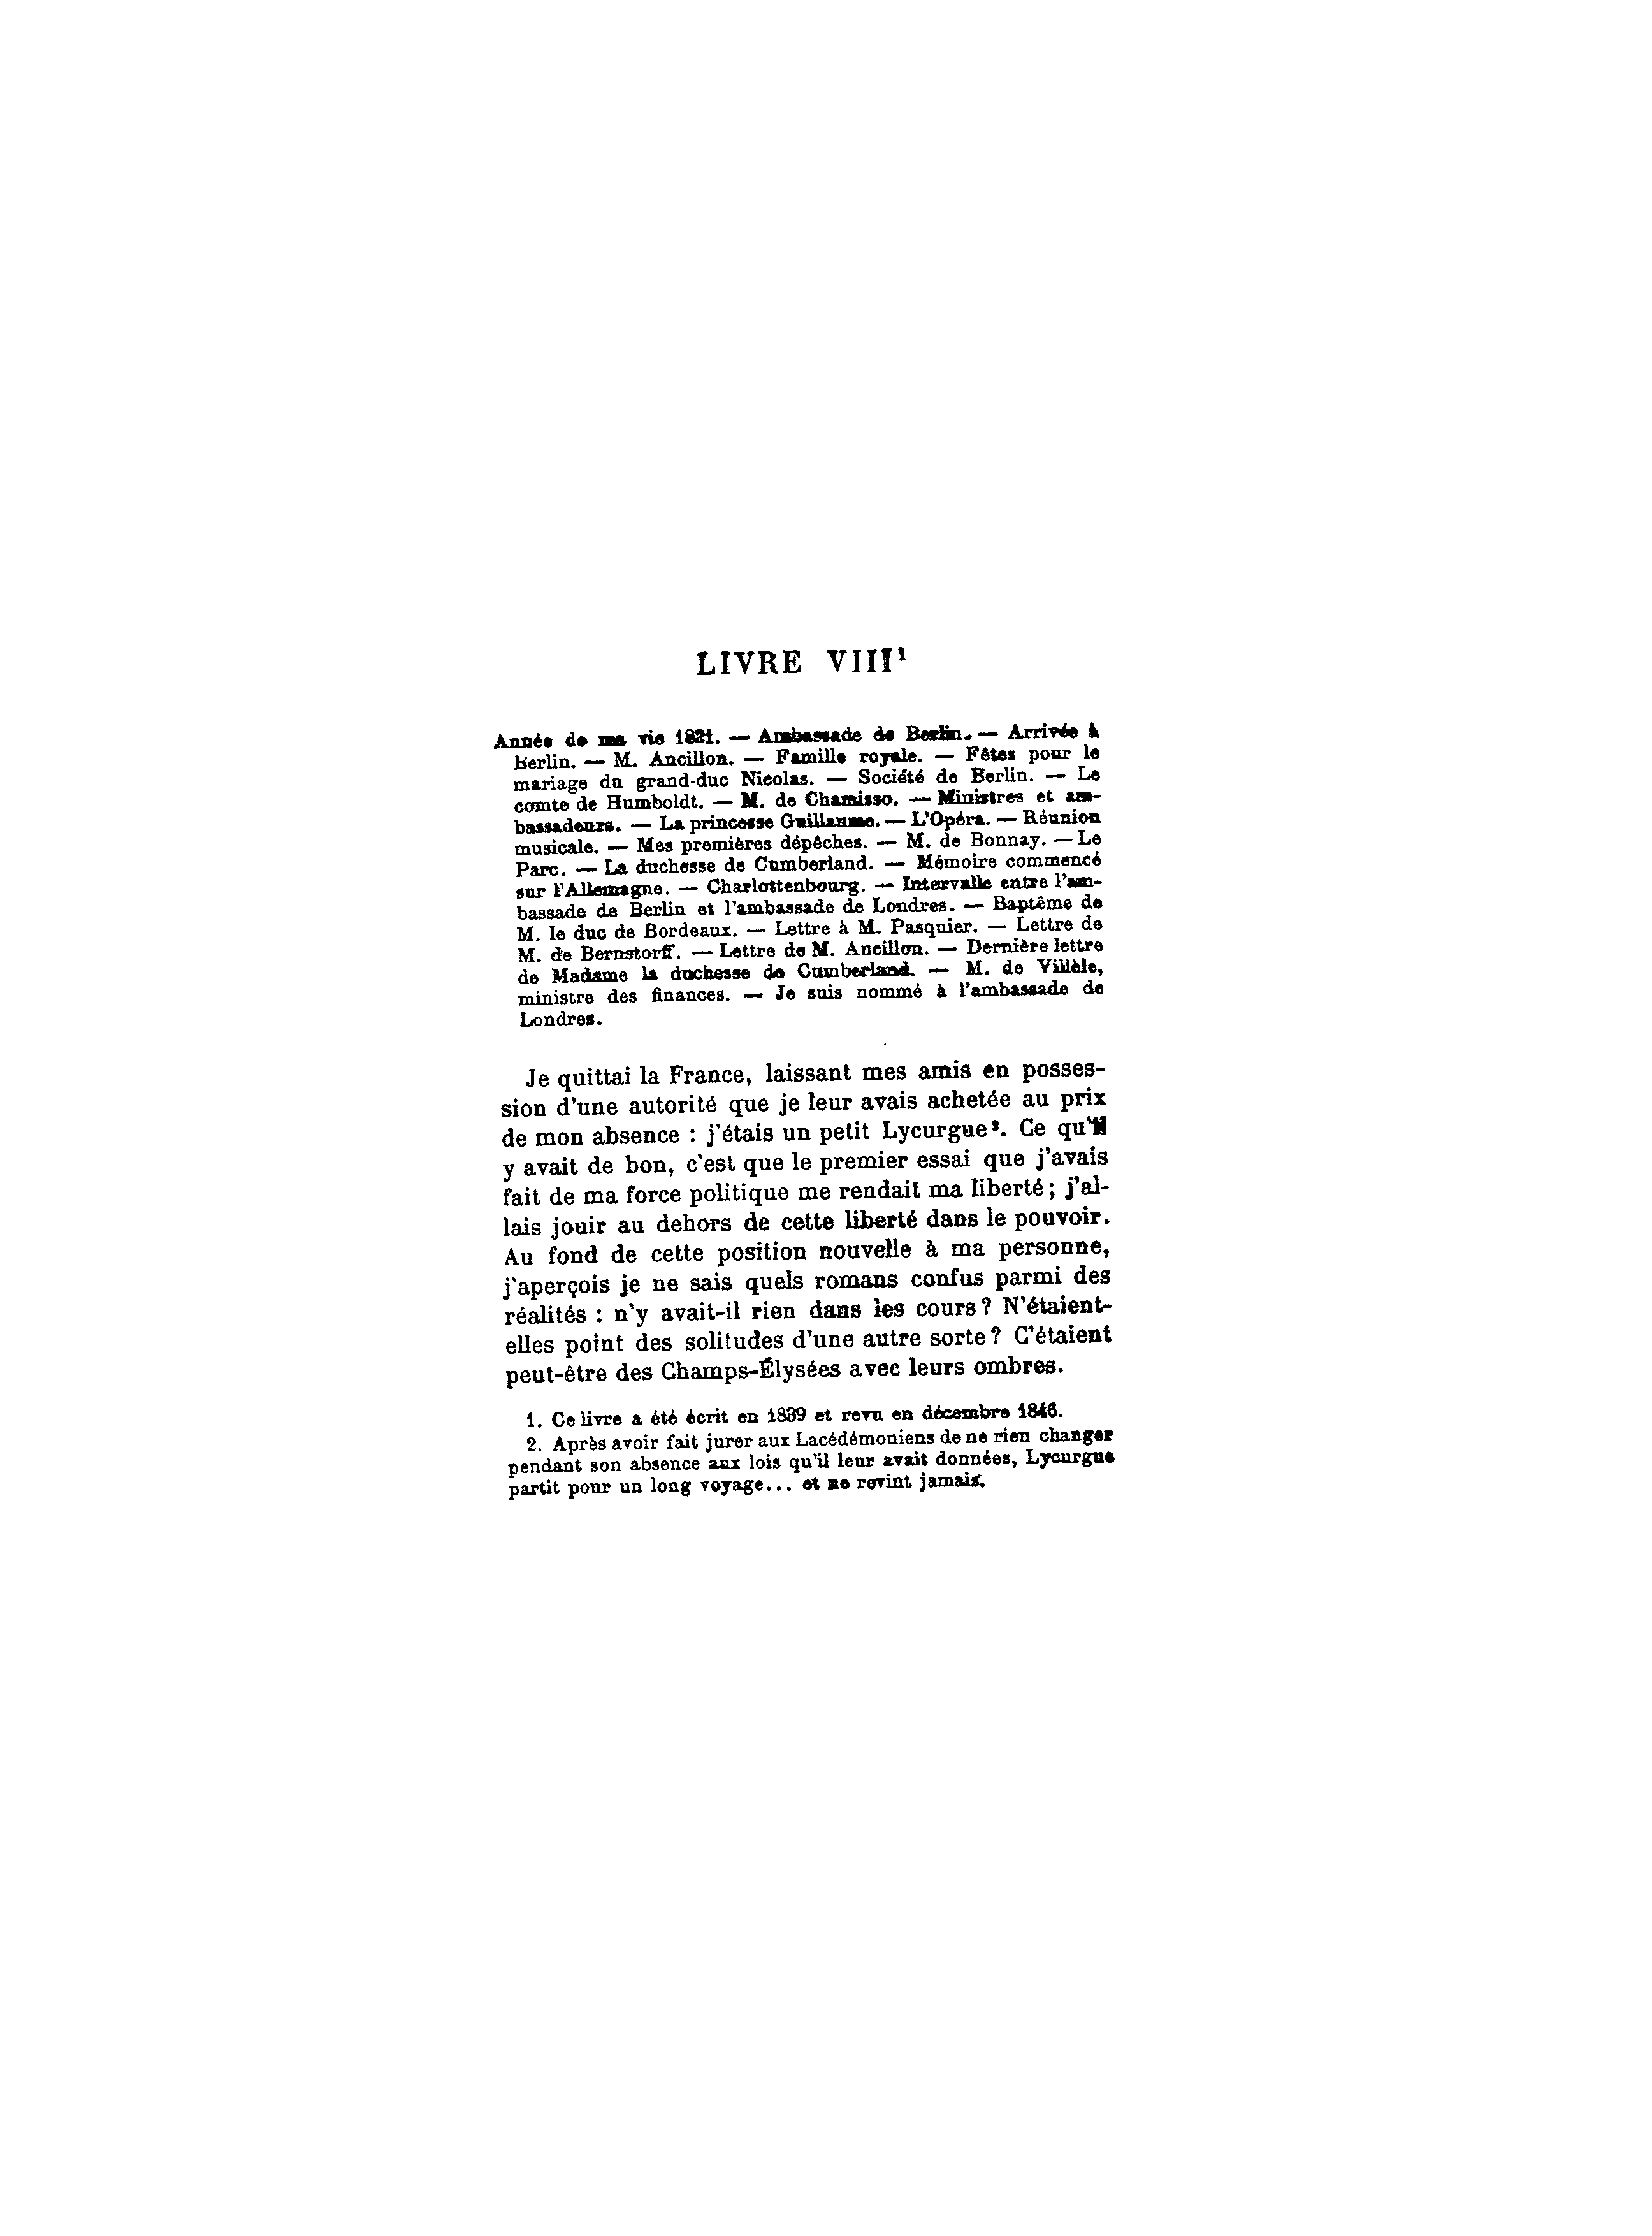 LIVRE VIII¹
Année de ma vie 1821. — Ambassade de Berlin. — Arrivée à
Berlin. — M. Ancillon. — Famille royale. — Fêtes pour le
mariage du grand-duc Nicolas. — Société de Berlin. — Le
comte de Humboldt. — M. de Chamisso. — Ministres et am-
bassadeurs. — La princesse Guillaume. — L'Opéra. — Réunion
musicale. — Mes premières dépêches. — M. de Bonnay. — Le
Parc. — La duchesse de Cumberland. — Mémoire commencé
sur l'Allemagne. — Charlottenbourg. — Intervalle entre l'am-
bassade de Berlin et l'ambassade de Londres. — Baptême de
M. le duc de Bordeaux. — Lettre à M. Pasquier. — Lettre de
M. de Bernstorff. — Lettre de M. Ancillon. — Dernière lettre
de Madame la duchesse de Cumberland. — M. de Villèle,
ministre des finances. — Je suis nommé à l'ambassade de
Londres.
Je quittai la France, laissant mes amis en posses-
sion d'une autorité que je leur avais achetée au prix
de mon absence : j'étais un petit Lycurgue². Ce qu'il
y avait de bon, c'est que le premier essai que j'avais
fait de ma force politique me rendait ma liberté ; j'al-
lais jouir au dehors de cette liberté dans le pouvoir.
Au fond de cette position nouvelle à ma personne,
j'aperçois je ne sais quels romans confus parmi des
réalités : n'y avait-il rien dans les cours ? N'étaient-
elles point des solitudes d'une autre sorte ? C'étaient
peut-être des Champs-Élysées avec leurs ombres.
1. Ce livre a été écrit en 1839 et revu en décembre 1846.
2. Après avoir fait jurer aux Lacédémoniens de ne rien changer
pendant son absence aux lois qu'il leur avait données, Lycurgue
partit pour un long voyage... et ne revint jamais.